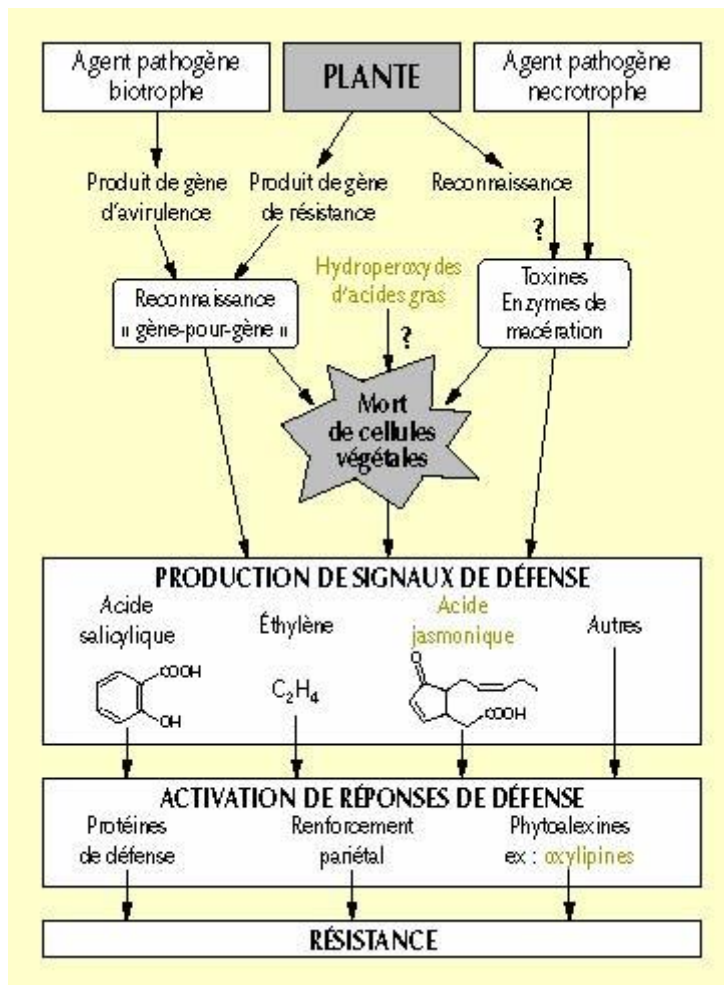 Agent pathogène
biotrophe
PLANTE
Agent pathogène
necrotrophe
Produit de gène
d'avirulence
Produit de gène
de résistance
Reconnaissance
?
Hydroperoxydes
d'acides gras
?
Reconnaissance
" gène-pour-gène "
Toxines
Enzymes de
macération
Mort
de cellules
végétales
PRODUCTION DE SIGNAUX DE DÉFENSE
Acide
salicylique
Éthylène
Acide
jasmonique
Autres
COOH
OH
C2H4
O
COOH
ACTIVATION DE RÉPONSES DE DÉFENSE
Protéines
de défense
Renforcement
pariétal
Phytoalexines
ex : oxylipines
RÉSISTANCE